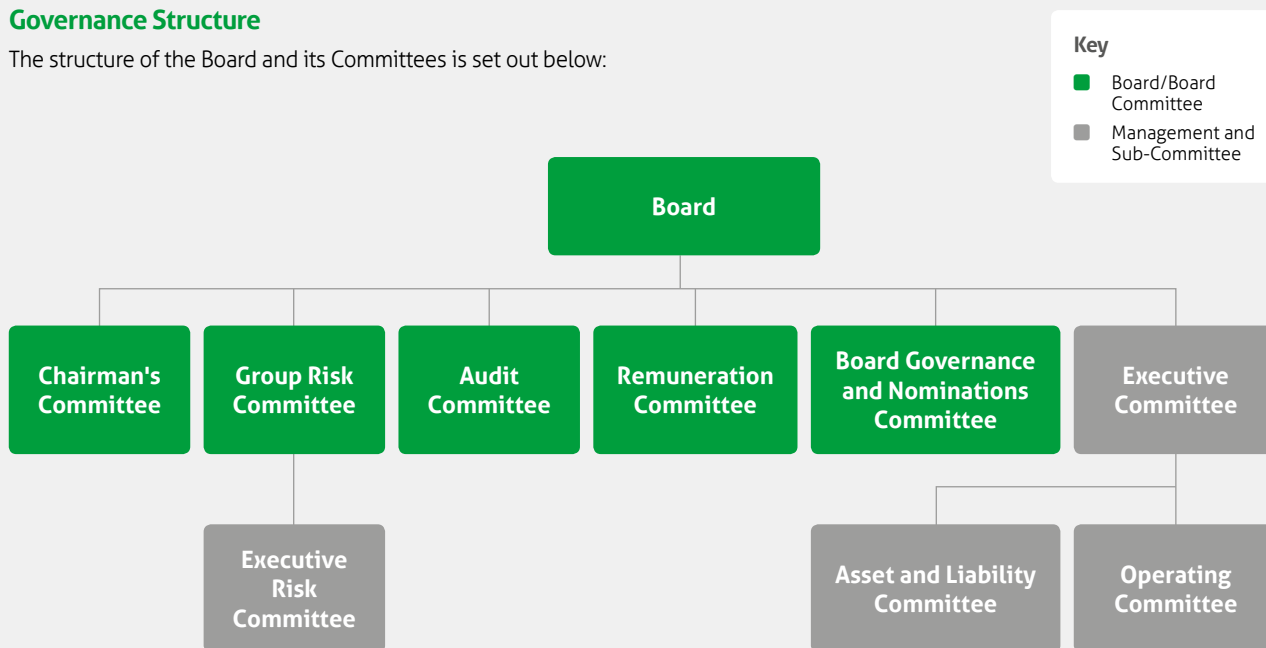 Governance Structure
The structure of the Board and its Committees is set out below:
Key
Board/Board
Committee
Management and
Sub-Committee
Board
Chairman's
Committee
Group Risk
Committee
Audit
Committee
Remuneration
Committee
Board Governance
and Nominations
Committee
Executive
Committee
Executive
Risk
Committee
Asset and Liability
Committee
Operating
Committee